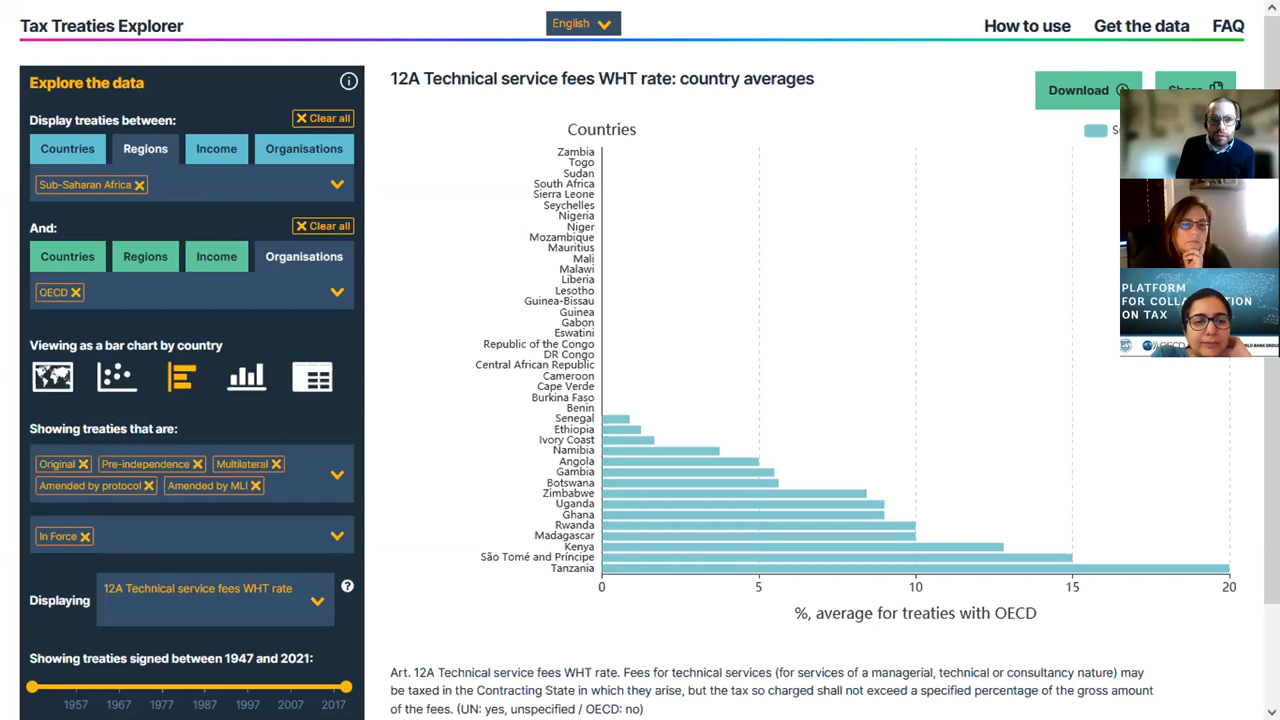 Tax Treaties Explorer
English
How to use
Get the data
FAQ
Explore the data
Display treaties between:
Clear all
Countries
Regions
Income
Organisations
Sub-Saharan Africa
And:
Clear all
Countries
Regions
Income
Organisations
OECD
Viewing as a bar chart by country
Showing treaties that are:
Original
Pre-independence
Multilateral
Amended by protocol
Amended by MLI
In Force
Displaying
12A Technical service fees WHT rate
?
Showing treaties signed between 1947 and 2021:
1957
1967
1977
1987
1997
2007
2017
12A Technical service fees WHT rate: country averages
Download
Share
Countries
Zambia
Togo
Sudan
South Africa
Sierra Leone
Seychelles
Nigeria
Niger
Mozambique
Mauritius
Mali
Malawi
Liberia
Lesotho
Guinea-Bissau
Guinea
Gabon
Eswatini
Republic of the Congo
DR Congo
Central African Republic
Cameroon
Cape Verde
Burkina Faso
Benin
Senegal
Ethiopia
Ivory Coast
Namibia
Angola
Gambia
Botswana
Zimbabwe
Uganda
Ghana
Rwanda
Madagascar
Kenya
São Tomé and Príncipe
Tanzania
0
5
10
15
20
%, average for treaties with OECD
Art. 12A Technical service fees WHT rate. Fees for technical services (for services of a managerial, technical or consultancy nature) may
be taxed in the Contracting State in which they arise, but the tax so charged shall not exceed a specified percentage of the gross amount
of the fees. (UN: yes, unspecified / OECD: no)
PLATFORM
FOR
ON TAX